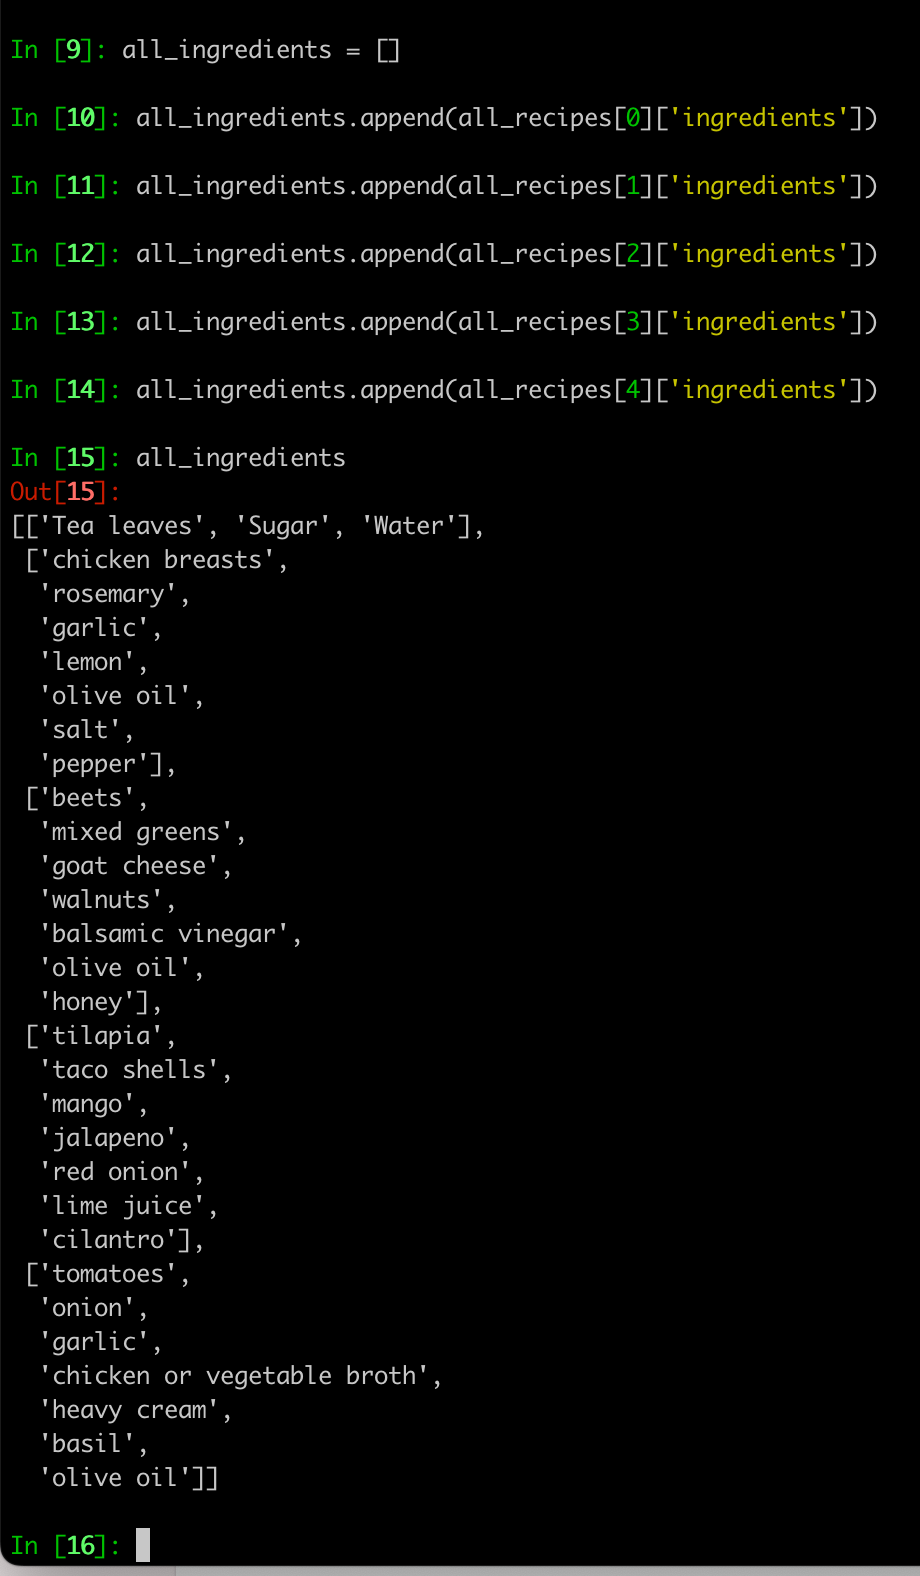 In [9]: all_ingredients = []
In [10]: all_ingredients.append(all_recipes[0]['ingredients'])
In [11]: all_ingredients.append(all_recipes[1]['ingredients'])
In [12]: all_ingredients.append(all_recipes[2]['ingredients'])
In [13]: all_ingredients.append(all_recipes[3]['ingredients'])
In [14]: all_ingredients.append(all_recipes[4]['ingredients'])
In [15]: all_ingredients
Out[15]:
[['Tea leaves', 'Sugar', 'Water'],
 ['chicken breasts',
  'rosemary',
  'garlic',
  'lemon',
  'olive oil',
  'salt',
  'pepper'],
 ['beets',
  'mixed greens',
  'goat cheese',
  'walnuts',
  'balsamic vinegar',
  'olive oil',
  'honey'],
 ['tilapia',
  'taco shells',
  'mango',
  'jalapeno',
  'red onion',
  'lime juice',
  'cilantro'],
 ['tomatoes',
  'onion',
  'garlic',
  'chicken or vegetable broth',
  'heavy cream',
  'basil',
  'olive oil']]
In [16]: